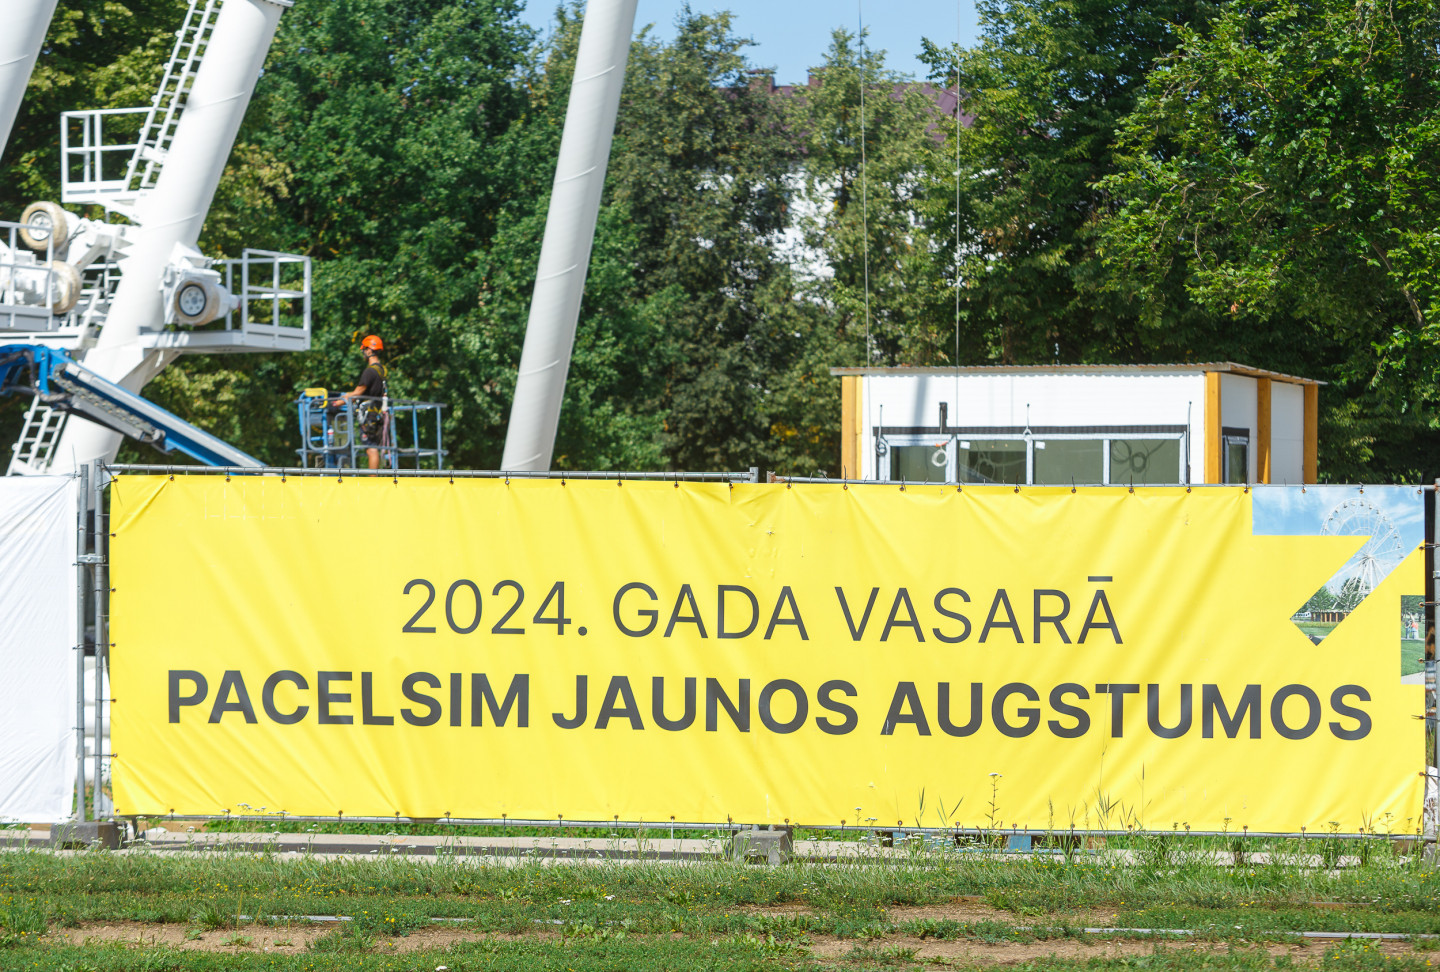 2024. GADA VASARĀ
PACELSIM JAUNOS AUGSTUMOS